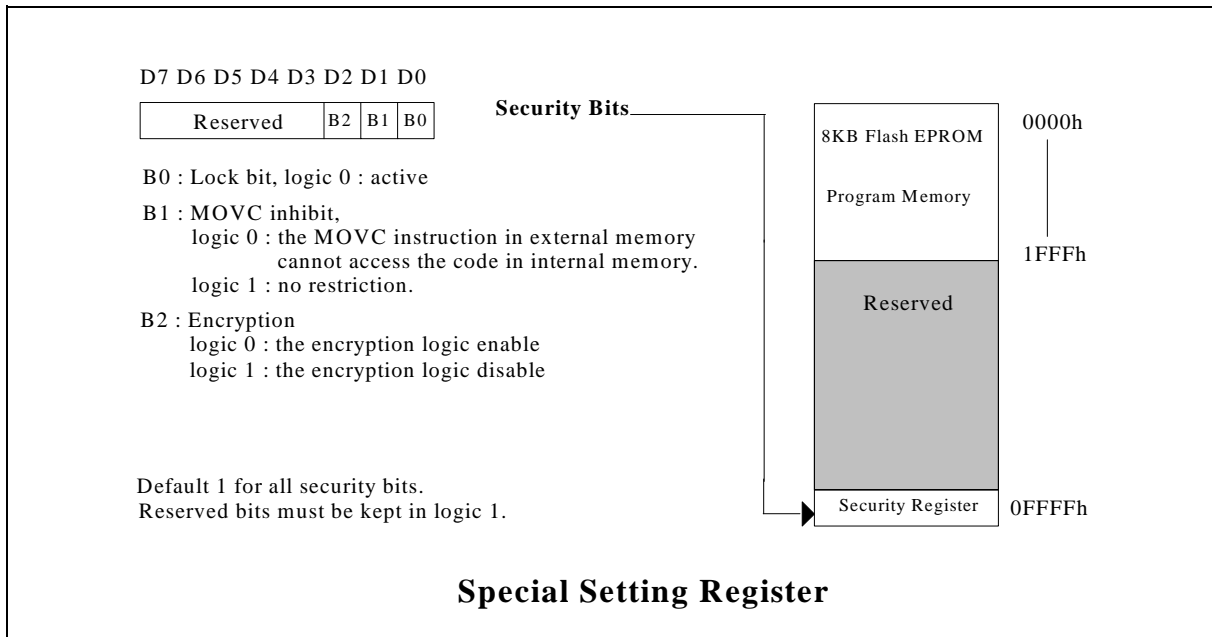 D7 D6 D5 D4 D3 D2 D1 D0
Reserved B2 B1 B0
B0 : Lock bit, logic 0 : active
B1 : MOVC inhibit,
logic 0 : the MOVC instruction in external memory
cannot access the code in internal memory.
logic 1 : no restriction.
B2 : Encryption
logic 0 : the encryption logic enable
logic 1 : the encryption logic disable
Default 1 for all security bits.
Reserved bits must be kept in logic 1.
Security Bits
8KB Flash EPROM
Program Memory
0000h
1FFFh
Reserved
Security Register
0FFFFh
Special Setting Register